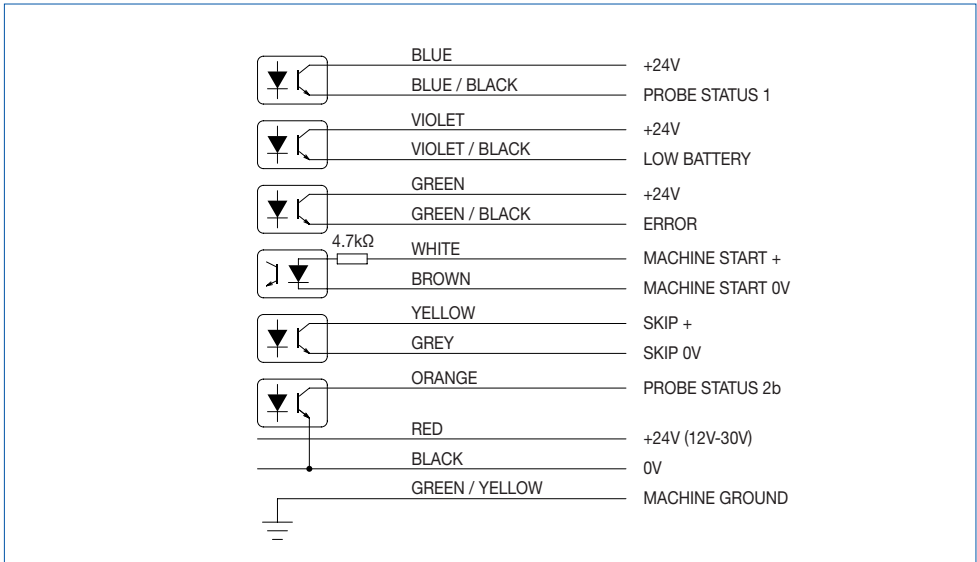 BLUE +24V
BLUE / BLACK PROBE STATUS 1
VIOLET +24V
VIOLET / BLACK LOW BATTERY
GREEN +24V
GREEN / BLACK ERROR
4.7kΩ WHITE MACHINE START +
BROWN MACHINE START 0V
YELLOW SKIP +
GREY SKIP 0V
ORANGE PROBE STATUS 2b
RED +24V (12V-30V)
BLACK 0V
GREEN / YELLOW MACHINE GROUND